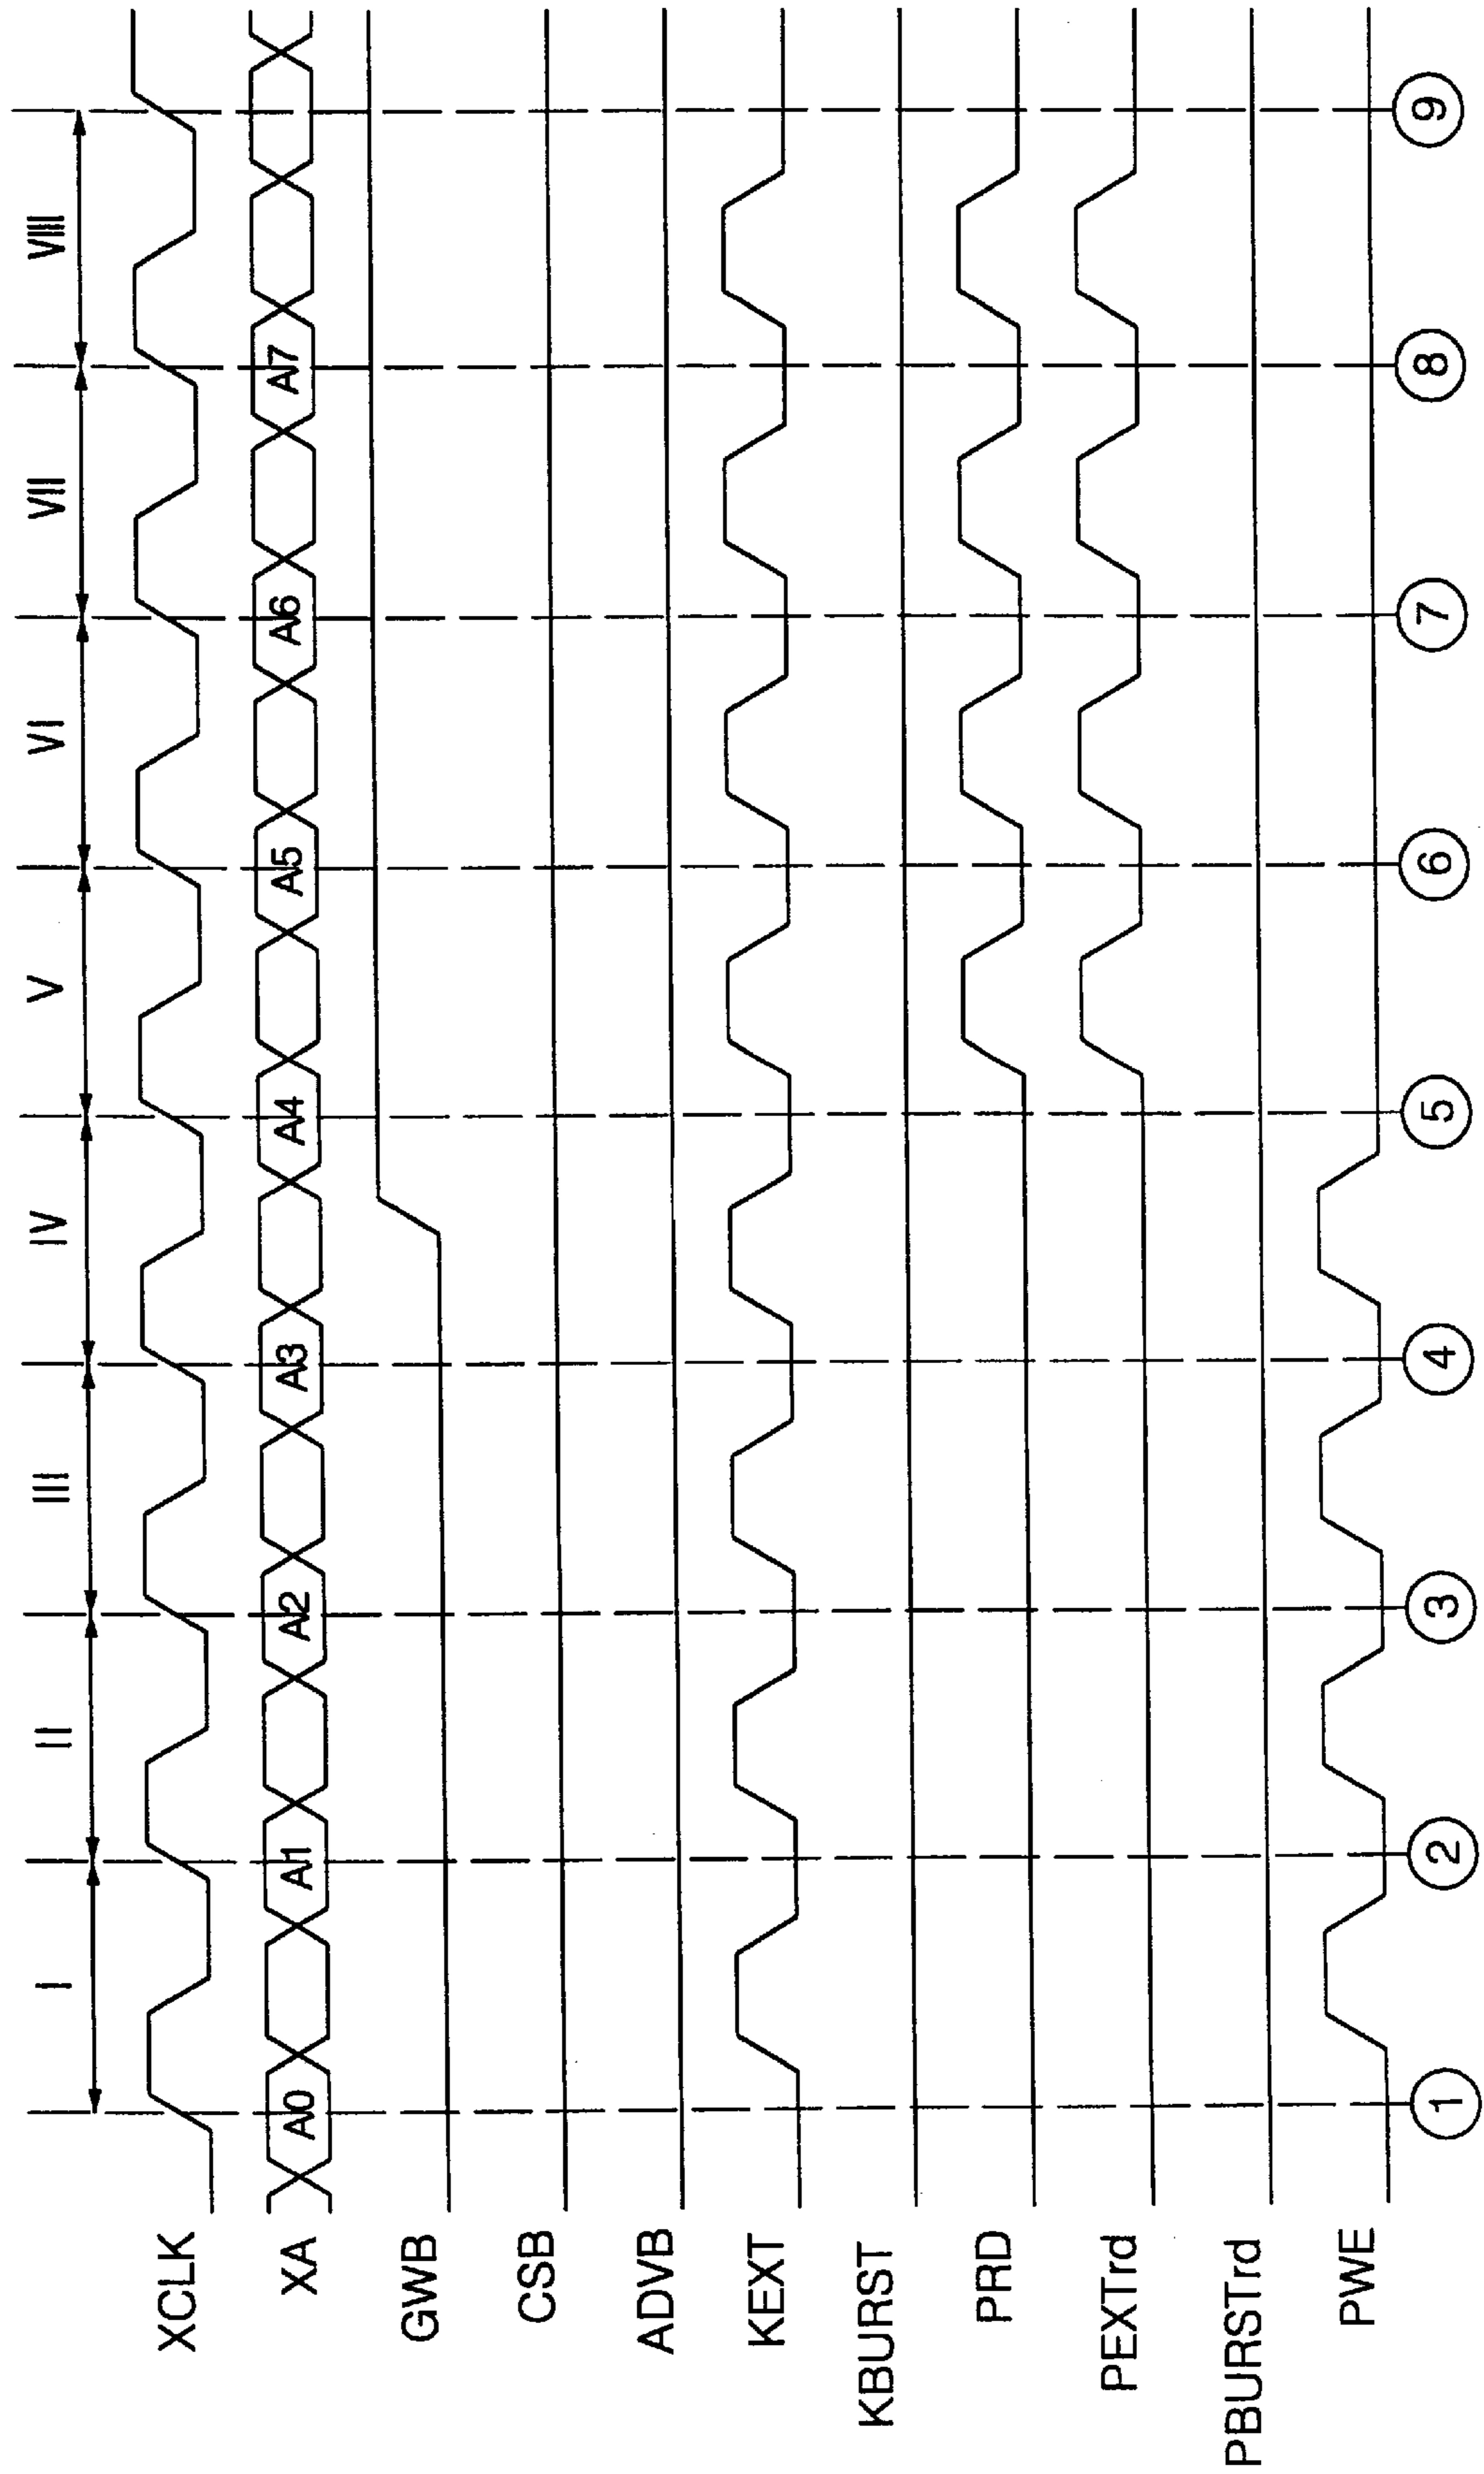 I II III IV V VI VII VIII
XCLK
XA A0 A1 A2 A3 A4 A5 A6 A7
GWB
CSB
ADVB
KEXT
KBURST
PRD
PEXTrd
PBURSTrd
PWE
1 2 3 4 5 6 7 8 9